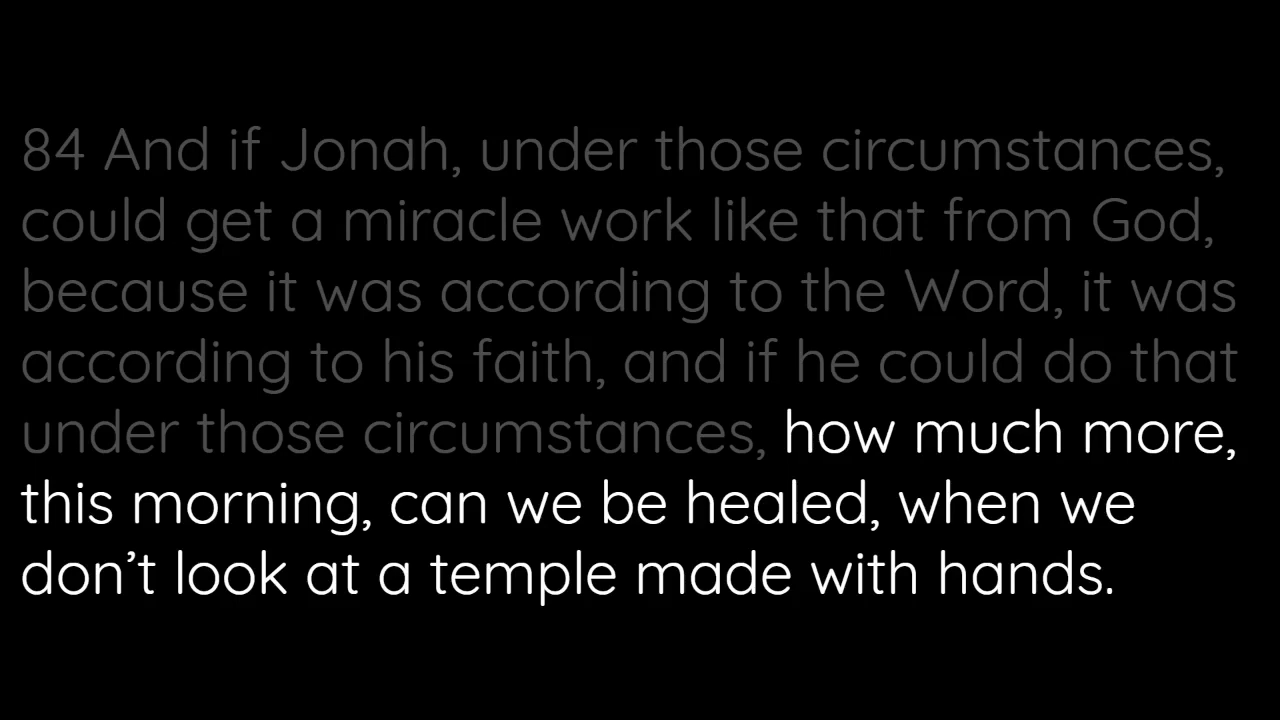 84 And if Jonah, under those circumstances,
could get a miracle work like that from God,
because it was according to the Word, it was
according to his faith, and if he could do that
under those circumstances, how much more,
this morning, can we be healed, when we
don’t look at a temple made with hands.